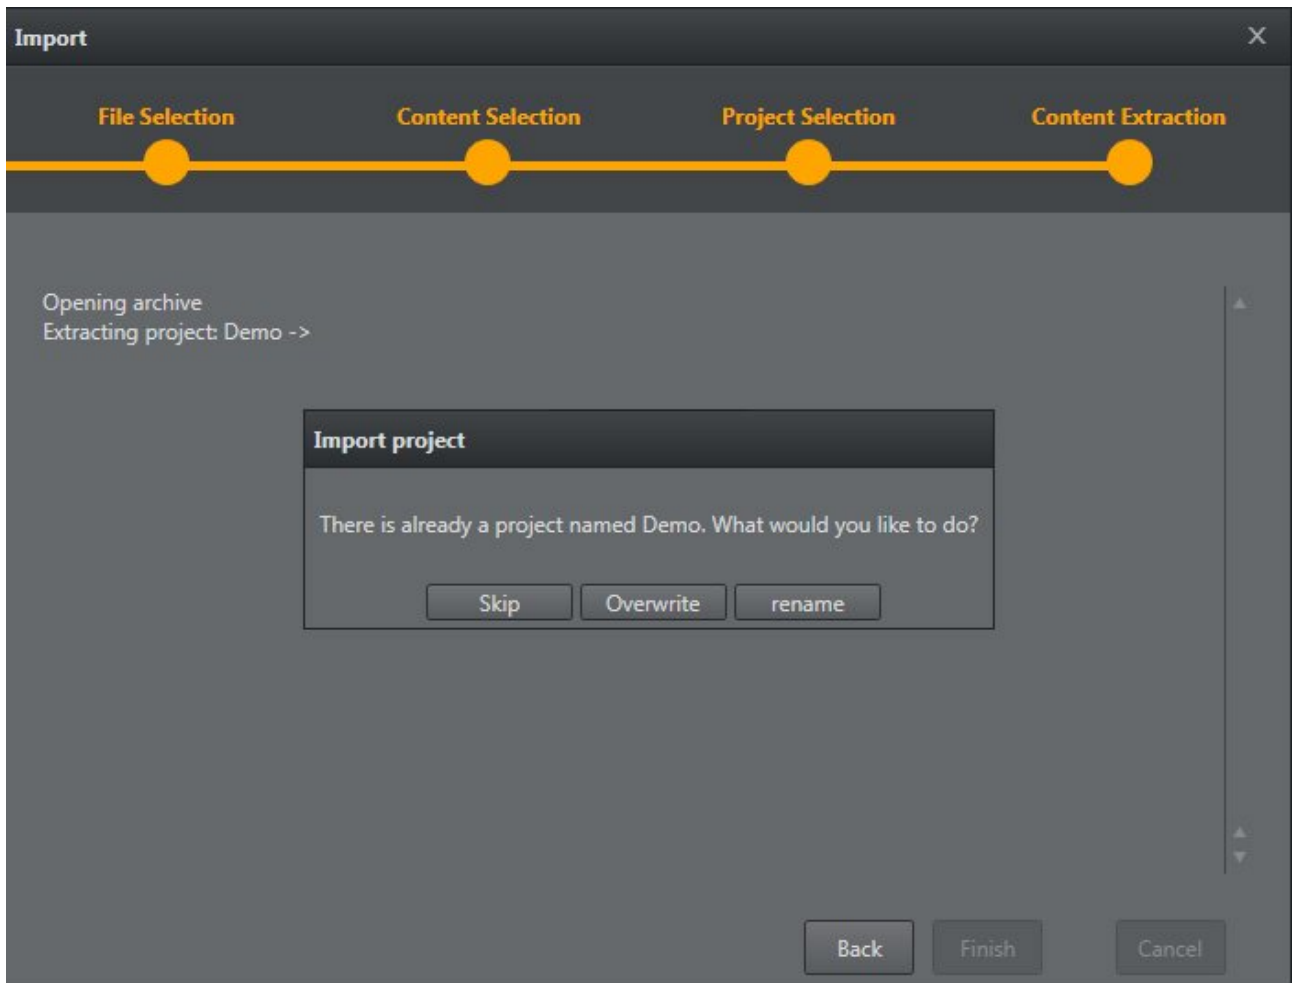 Import
X
File Selection
Content Selection
Project Selection
Content Extraction
Opening archive
Extracting project: Demo ->
Import project
There is already a project named Demo. What would you like to do?
Skip
Overwrite
rename
Back
Finish
Cancel